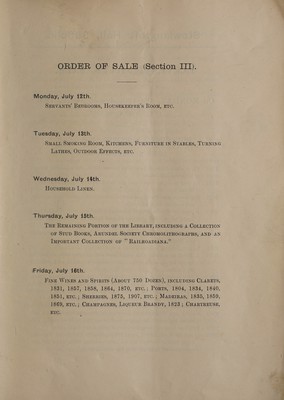 ORDER OF SALE (Section III).
Monday, July 12th.
Servants' Bedrooms, Housekeeper's Room, etc.
Tuesday, July 13th.
Small Smoking Room, Kitchens, Furniture in Stables, Turning
Lathes, Outdoor Effects, etc.
Wednesday, July 14th.
Household Linen.
Thursday, July 15th.
The Remaining Portion of the Library, including a Collection
of Stud Books, Arundel Society Chromolithographs, and an
Important Collection of "Raileoasiana."
Friday, July 16th.
Fine Wines and Spirits (About 750 Dozen), including Clarets,
1831, 1857, 1858, 1864, 1870, etc.; Ports, 1804, 1834, 1840,
1851, etc.; Sherries, 1875, 1907, etc.; Madeiras, 1835, 1859,
1868, etc.; Champagnes, Liqueur Brandy, 1828; Chartreuse,
etc.